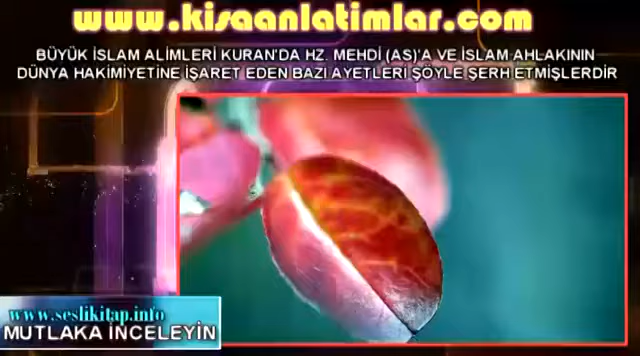 www.kisaanlatimlar.com
BÜYÜK İSLAM ALİMLERİ KURAN'DA HZ. MEHDİ (AS)'A VE İSLAM AHLAKININ
DÜNYA HAKİMİYETİNE İŞARET EDEN BAZI AYETLERİ ŞÖYLE ŞERH ETMİŞLERDİR
www.seslikitap.info
MUTLAKA İNCELEYİN